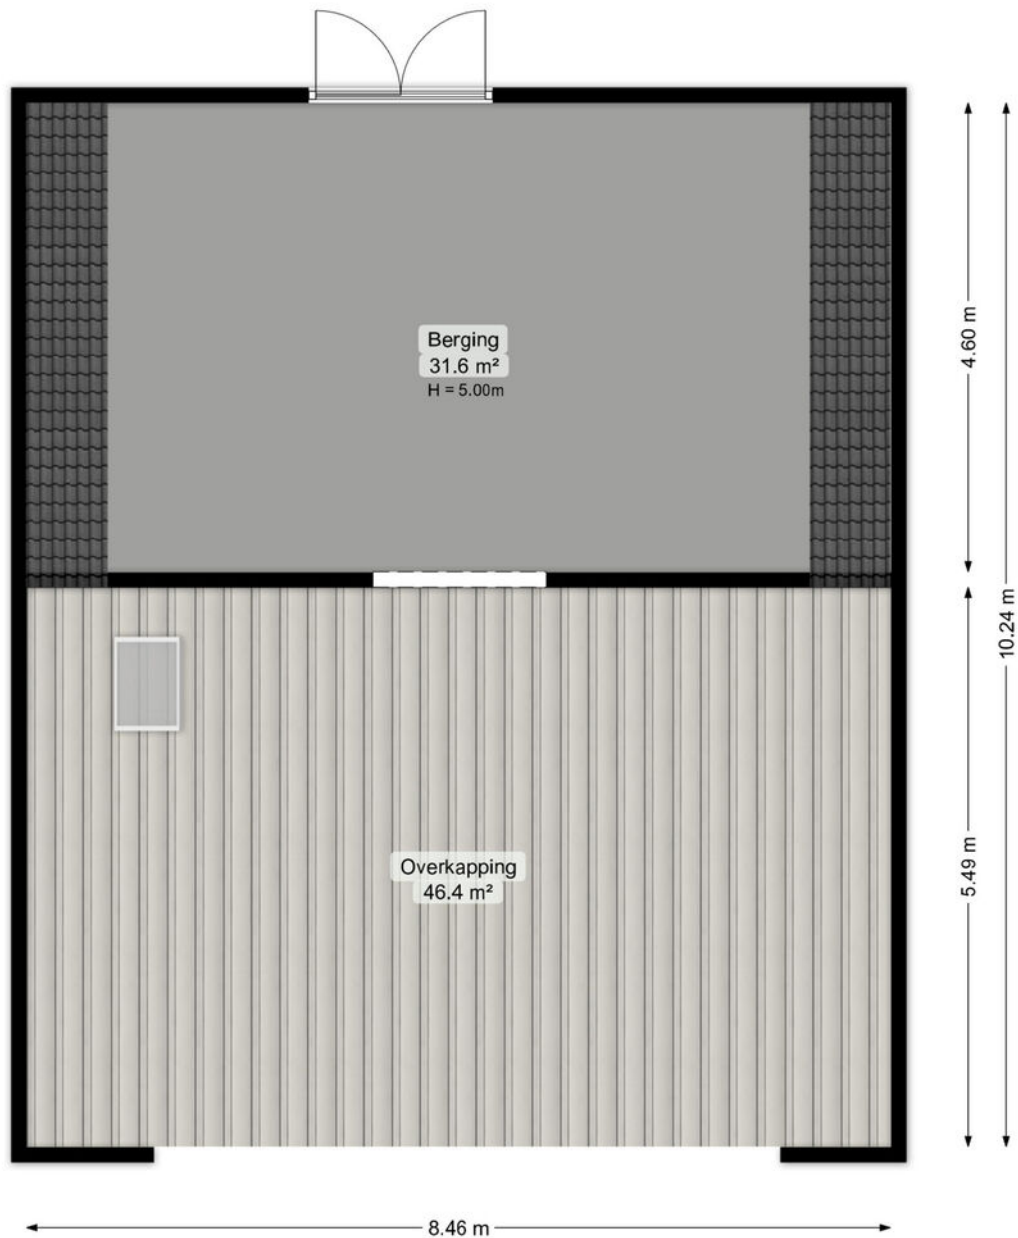 Berging
31.6 m²
H = 5.00m
4.60 m
10.24 m
Overkapping
46.4 m²
5.49 m
8.46 m